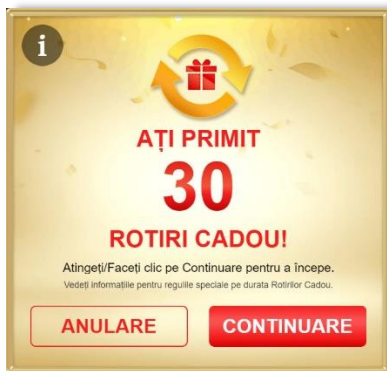 i
AȚI PRIMIT
30
ROTIRI CADOU!
Atingeți/Faceți clic pe Continuare pentru a începe.
Vedeți informațiile pentru regulile speciale pe durata Rotirilor Cadou.
ANULARE CONTINUARE